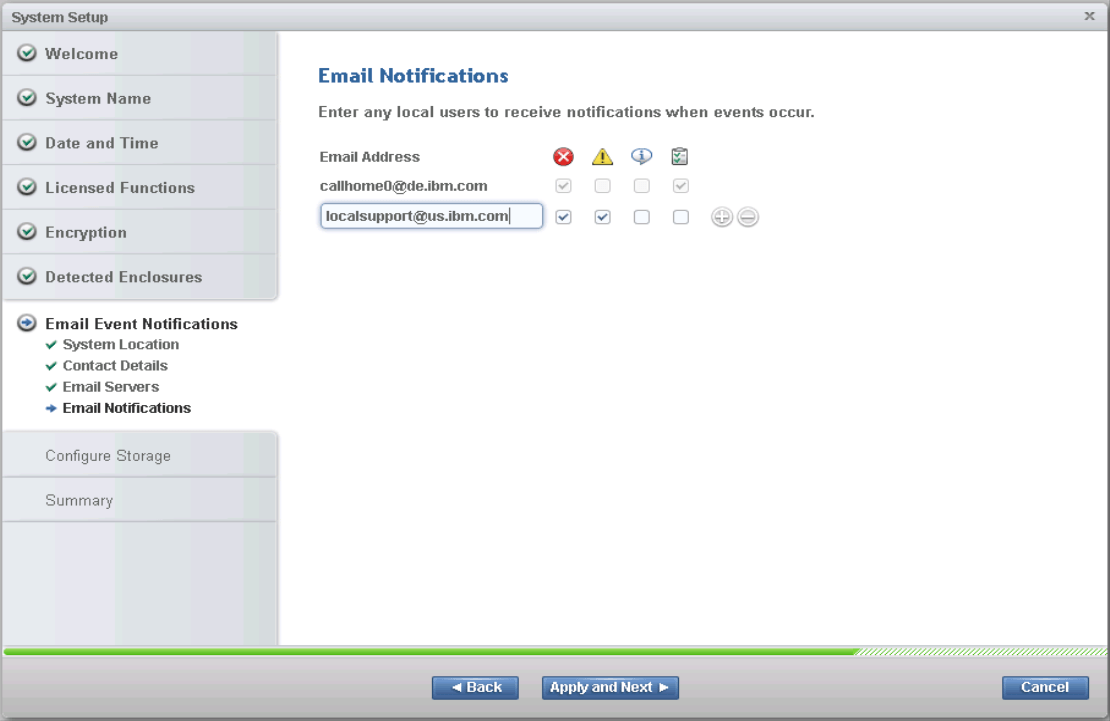 System Setup
x
Welcome
System Name
Date and Time
Licensed Functions
Encryption
Detected Enclosures
Email Event Notifications
System Location
Contact Details
Email Servers
Email Notifications
Configure Storage
Summary
Email Notifications
Enter any local users to receive notifications when events occur.
Email Address
callhome0@de.ibm.com
localsupport@us.ibm.com
Back
Apply and Next
Cancel